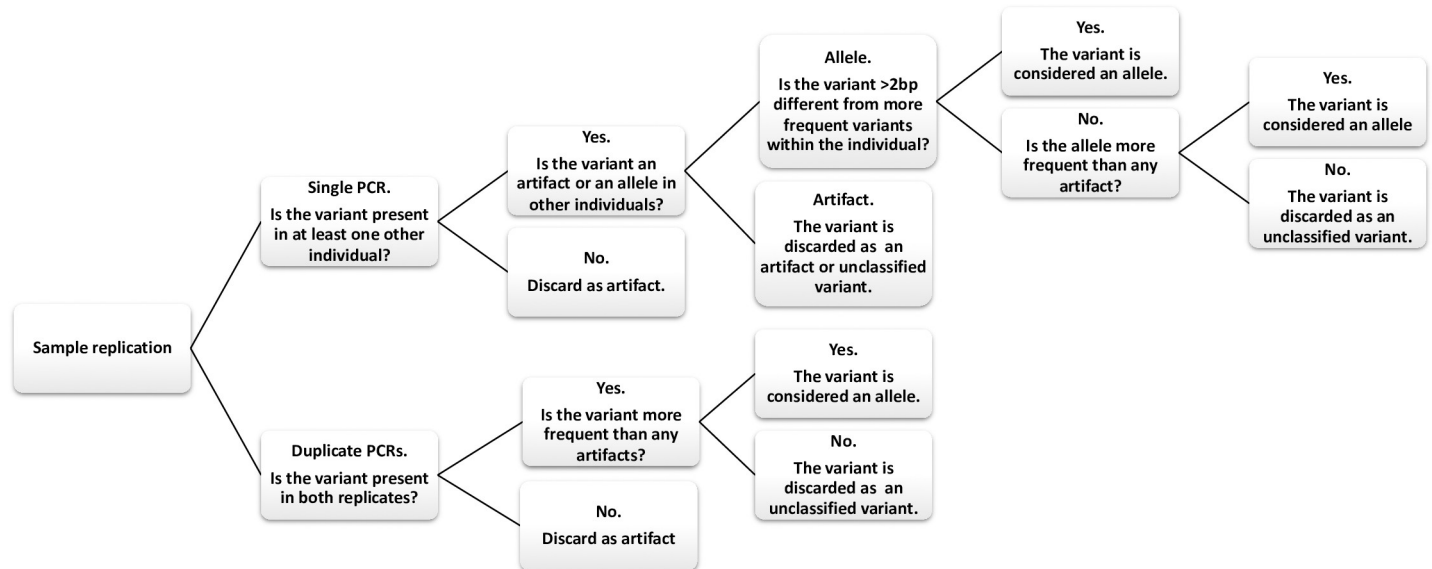 Sample replication
Single PCR.
Is the variant present
in at least one other
individual?
Yes.
Is the variant an
artifact or an allele in
other individuals?
No.
Discard as artifact.
Allele.
Is the variant >2bp
different from more
frequent variants
within the individual?
Artifact.
The variant is
discarded as an
artifact or unclassified
variant.
Yes.
The variant is
considered an allele.
No.
Is the allele more
frequent than any
artifact?
Yes.
The variant is
considered an allele
No.
The variant is
discarded as an
unclassified variant.
Duplicate PCRs.
Is the variant present
in both replicates?
Yes.
Is the variant more
frequent than any
artifacts?
No.
Discard as artifact
Yes.
The variant is
considered an allele.
No.
The variant is
discarded as an
unclassified variant.